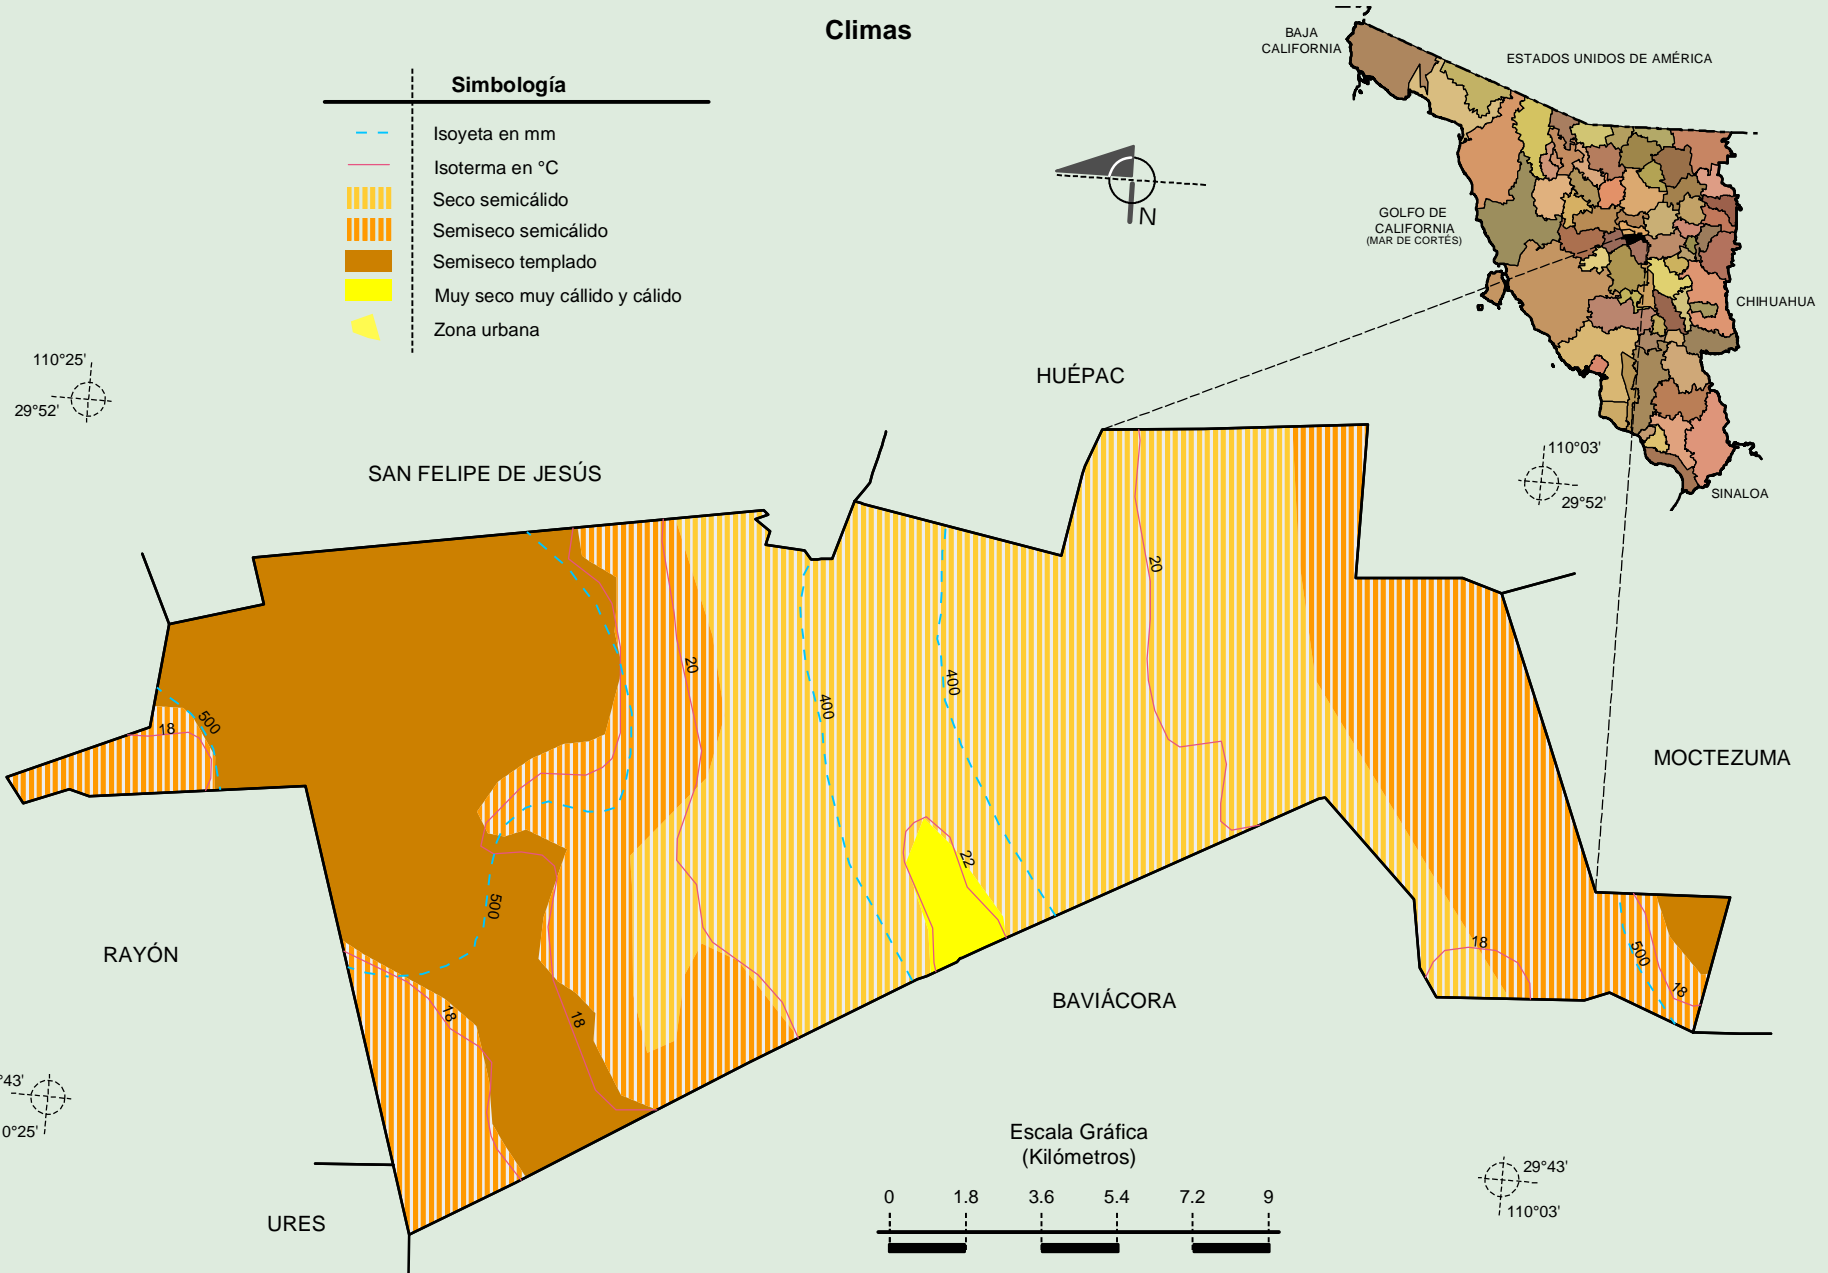 Climas
Simbología
Isoyeta en mm
Isoterma en °C
Seco semicálido
Semiseco semicálido
Semiseco templado
Muy seco muy cállido y cálido
Zona urbana
N
BAJA
CALIFORNIA
ESTADOS UNIDOS DE AMÉRICA
GOLFO DE
CALIFORNIA
(MAR DE CORTÉS)
CHIHUAHUA
SINALOA
110°25'
29°52'
110°03'
29°52'
HUÉPAC
SAN FELIPE DE JESÚS
MOCTEZUMA
RAYÓN
BAVIÁCORA
URES
20
20
400
400
500
18
22
500
18
18
18
500
18
°43'
0°25'
29°43'
110°03'
Escala Gráfica
(Kilómetros)
0 1.8 3.6 5.4 7.2 9